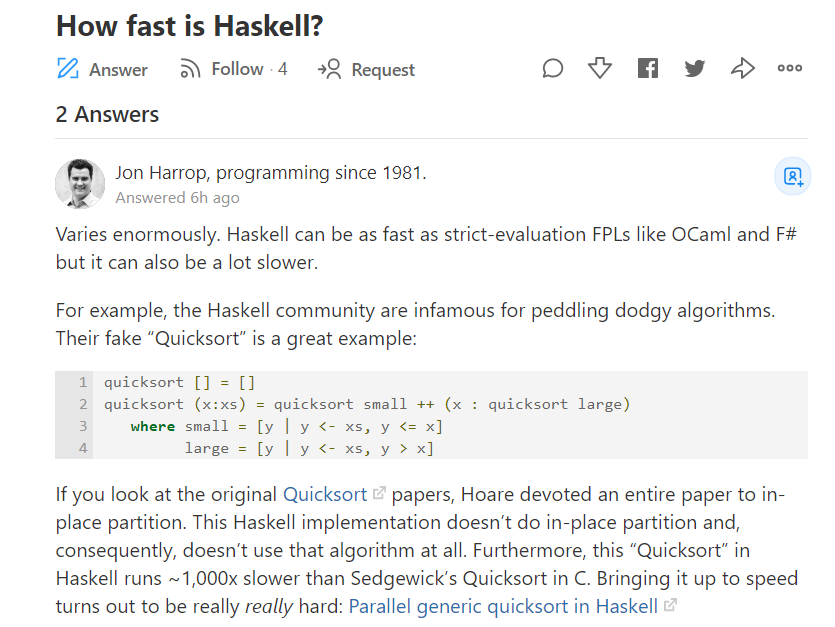 How fast is Haskell?
Answer Follow · 4 Request
2 Answers
Jon Harrop, programming since 1981.
Answered 6h ago
Varies enormously. Haskell can be as fast as strict-evaluation FPLs like OCaml and F#
but it can also be a lot slower.
For example, the Haskell community are infamous for peddling dodgy algorithms.
Their fake “Quicksort” is a great example:
1 quicksort [] = []
2 quicksort (x:xs) = quicksort small ++ (x : quicksort large)
3    where small = [y | y <- xs, y <= x]
4          large = [y | y <- xs, y > x]
If you look at the original Quicksort papers, Hoare devoted an entire paper to in-
place partition. This Haskell implementation doesn’t do in-place partition and,
consequently, doesn’t use that algorithm at all. Furthermore, this “Quicksort” in
Haskell runs ~1,000x slower than Sedgewick’s Quicksort in C. Bringing it up to speed
turns out to be really really hard: Parallel generic quicksort in Haskell